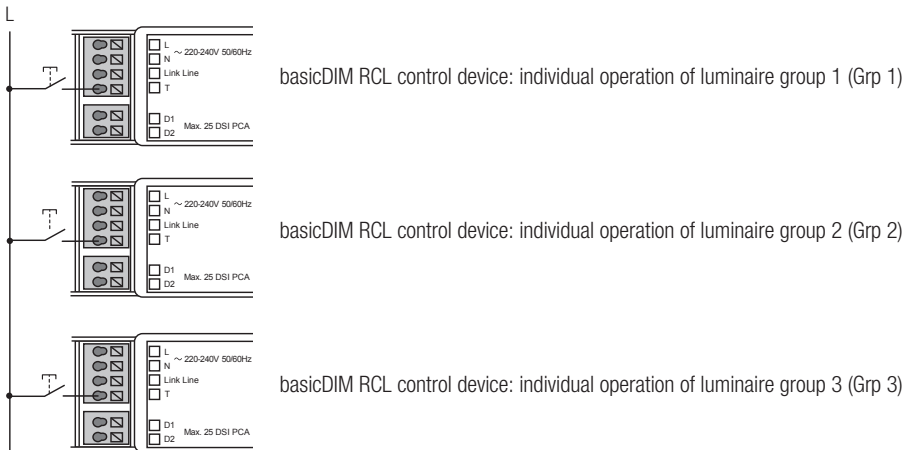 L
L
~ 220-240V 50/60Hz
N
Link Line
T
D1
Max. 25 DSI PCA
D2
basicDIM RCL control device: individual operation of luminaire group 1 (Grp 1)
L
~ 220-240V 50/60Hz
N
Link Line
T
D1
Max. 25 DSI PCA
D2
basicDIM RCL control device: individual operation of luminaire group 2 (Grp 2)
L
~ 220-240V 50/60Hz
N
Link Line
T
D1
Max. 25 DSI PCA
D2
basicDIM RCL control device: individual operation of luminaire group 3 (Grp 3)